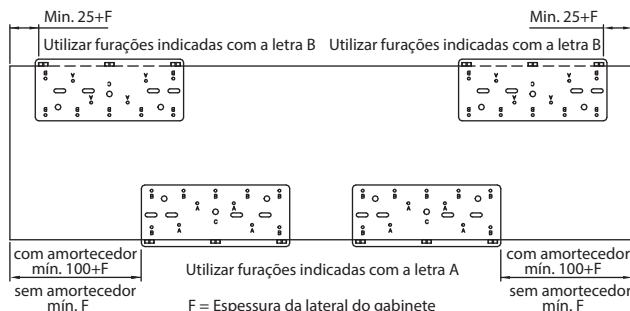 Min. 25+F
Min. 25+F
Utilizar furações indicadas com a letra B
Utilizar furações indicadas com a letra B
B A C A B
B A C A B
B B A A B B
B B A A B B
B B B B B
B B B B B
A A C A A
A A C A A
com amortecedor
mín. 100+F
sem amortecedor
mín. F
Utilizar furações indicadas com a letra A
F = Espessura da lateral do gabinete
com amortecedor
mín. 100+F
sem amortecedor
mín. F